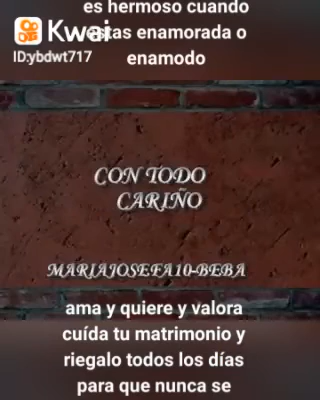 es hermoso cuando
Kwai
estas enamorada o
ID:ybdwt717
enamodo
CON TODO
CARIÑO
MARIAJOSEFA10-BEBA
ama y quiere y valora
cuída tu matrimonio y
riegalo todos los días
para que nunca se